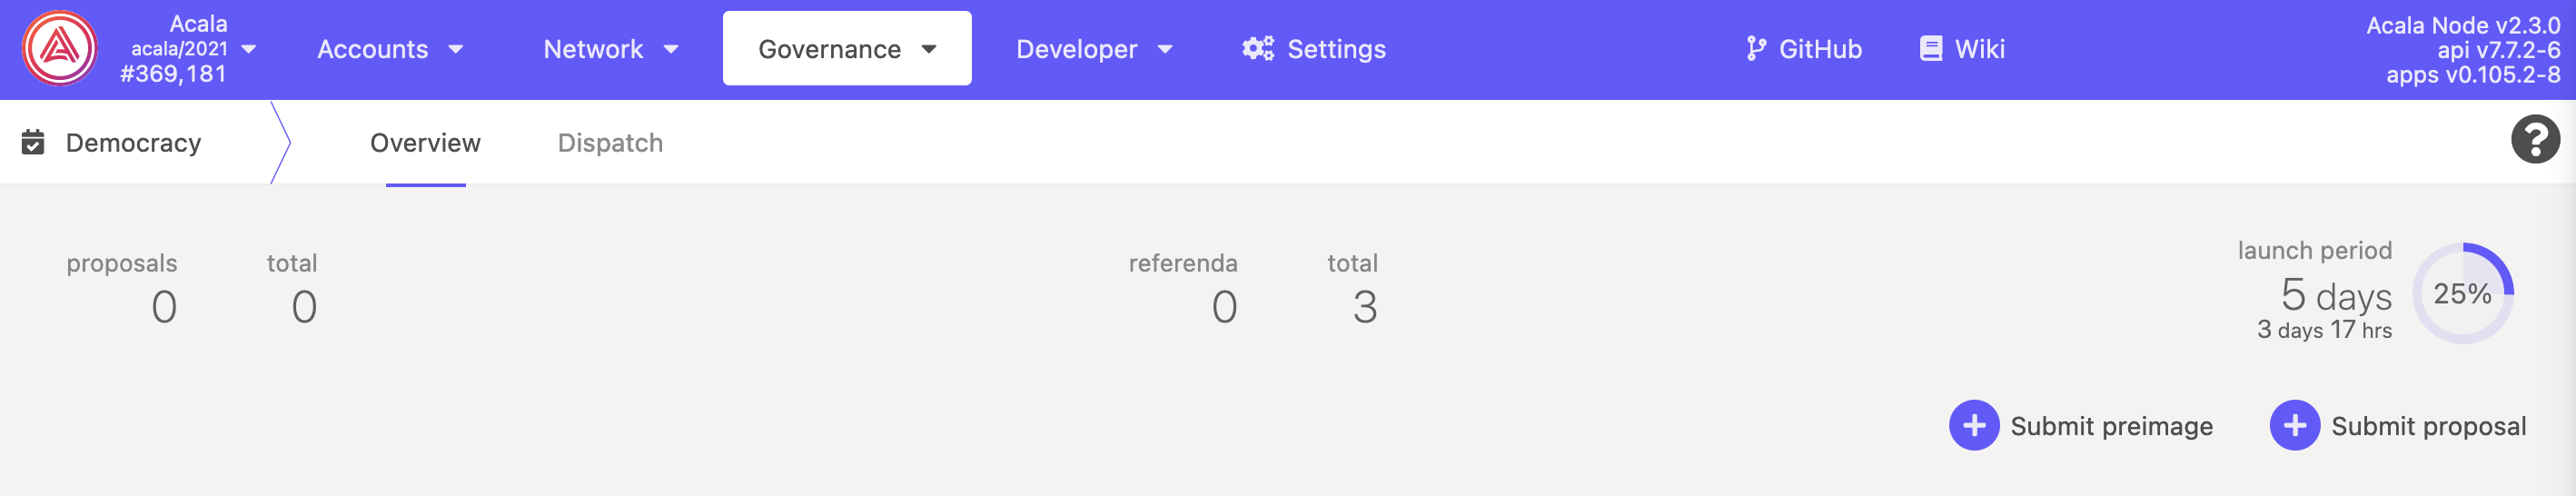 Acala
acala/2021
#369,181
Accounts
Network
Governance
Developer
Settings
GitHub
Wiki
Acala Node v2.3.0
api v7.7.2-6
apps v0.105.2-8
Democracy
Overview
Dispatch
?
proposals
0
total
0
referenda
0
total
3
launch period
5 days
3 days 17 hrs
25%
Submit preimage
Submit proposal